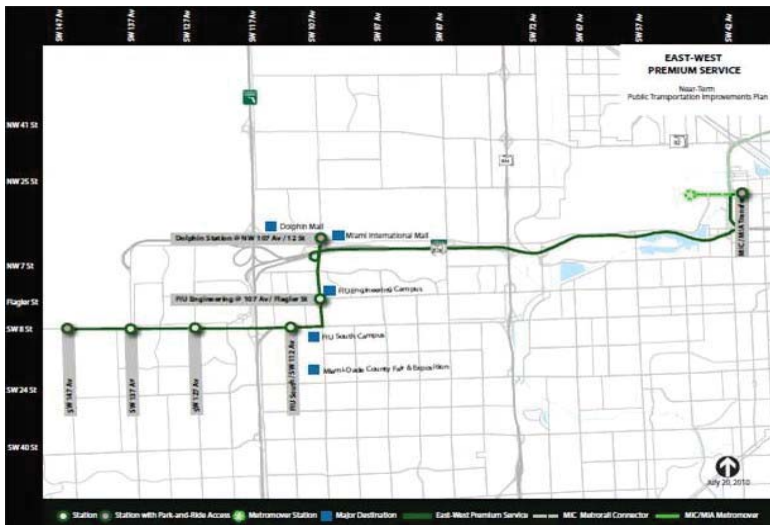 SW 147 Av
SW 137 Av
SW 127 Av
SW 117 Av
SW 107 Av
SW 97 Av
SW 87 Av
SW 72 Av
SW 67 Av
SW 57 Av
SW 42 Av
EAST-WEST
PREMIUM SERVICE
Near-Term
Public Transportation Improvements Plan
NW 41 St
NW 25 St
Dolphin Mall
Dolphin Station @ NW 107 Av / 12 St
Miami International Mall
MIC/MIA Transfer
NW 7 St
FIU Engineering Campus
Flagler St
FIU Engineering @ 107 Av / Flagler St
SW 8 St
FIU South Campus
Miami-Dade County Fair & Exposition
SW 147 Av
SW 137 Av
SW 127 Av
FIU South / SW 112 Av
SW 24 St
SW 40 St
July 20, 2010
Station
Station with Park-and-Ride Access
Metromover Station
Major Destination
East-West Premium Service
MIC Metrorail Connector
MIC/MIA Metromover